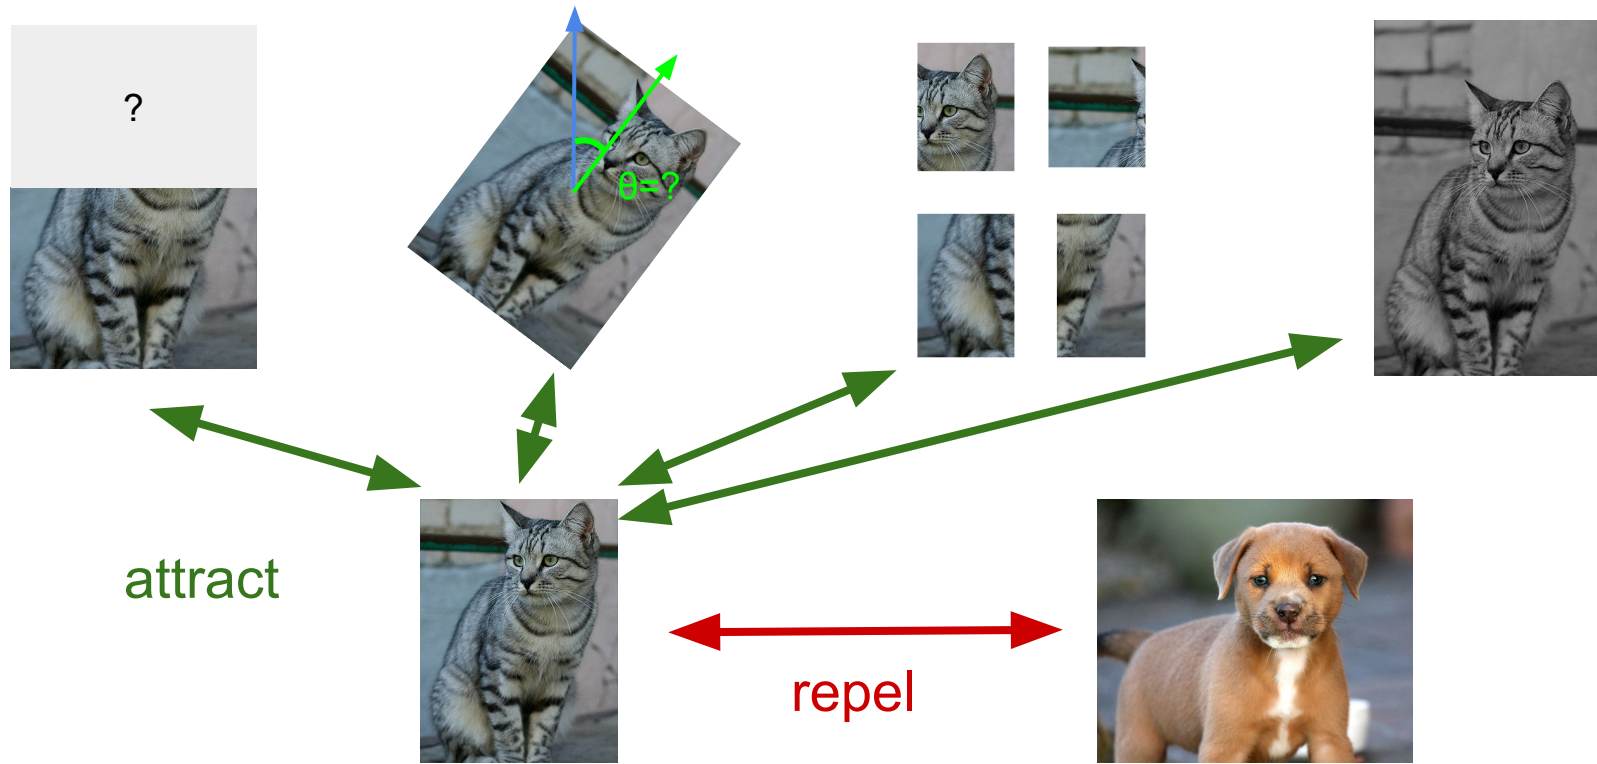 ?
θ=?
attract
repel